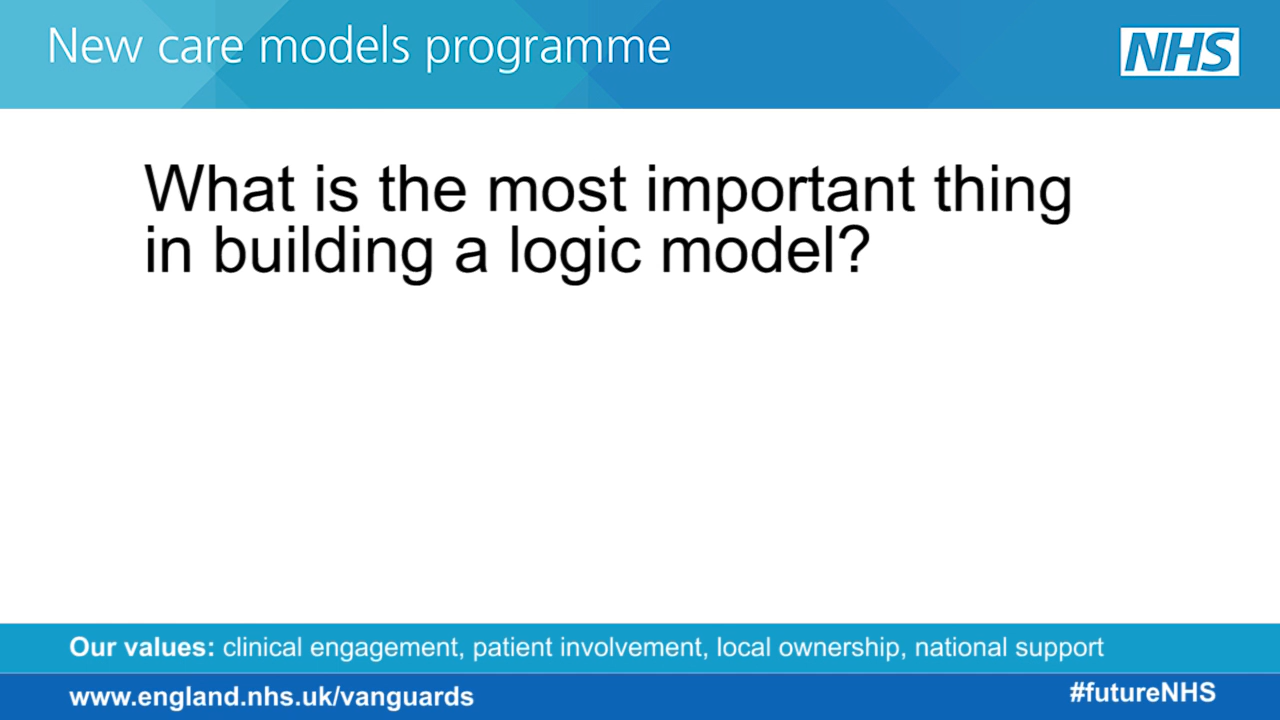 New care models programme
NHS
What is the most important thing
in building a logic model?
Our values: clinical engagement, patient involvement, local ownership, national support
www.england.nhs.uk/vanguards
#futureNHS